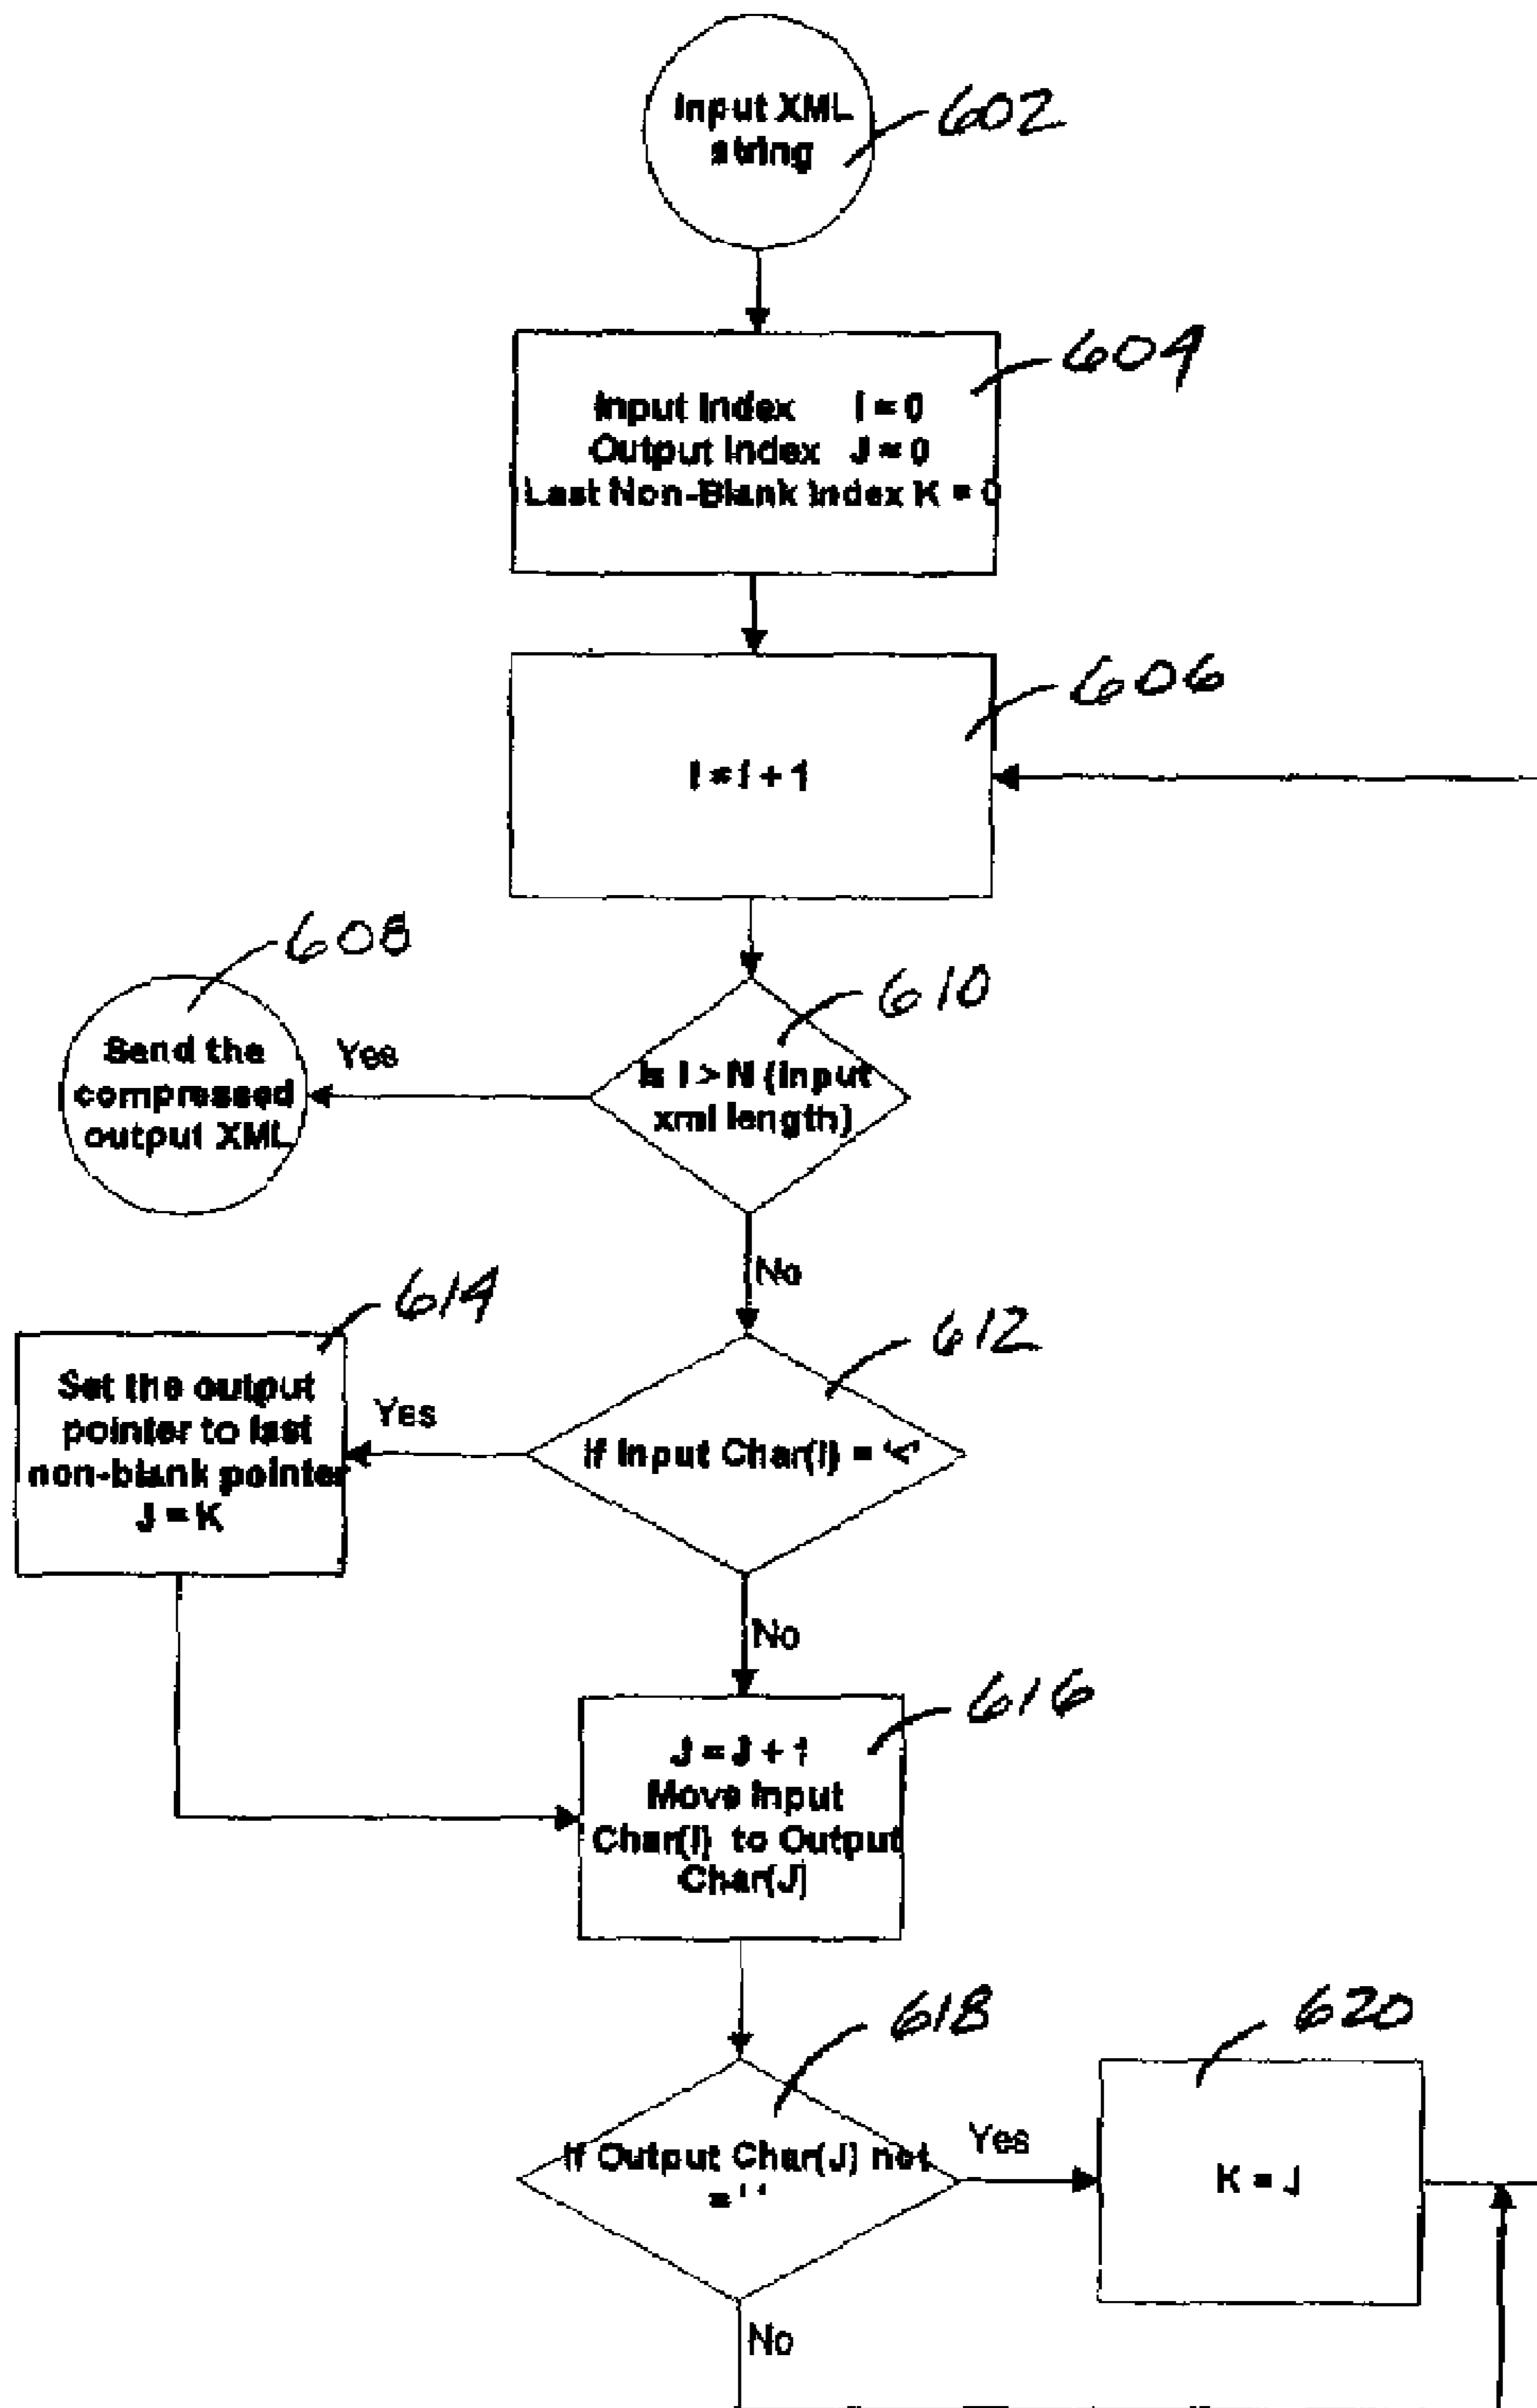 Input XML
string
602
Input Index I = 0
Output Index J = 0
Last Non-Blank Index K = 0
604
I = I + 1
606
608
Send the
compressed
output XML
Yes
610
Is I > N (input
xml length)
No
614
Set the output
pointer to last
non-blank pointer
J = K
Yes
612
If Input Char(I) = '<'
No
616
J = J + 1
Move Input
Char(I) to Output
Char(J)
618
If Output Char(J) not
= ' '
Yes
620
K = J
No